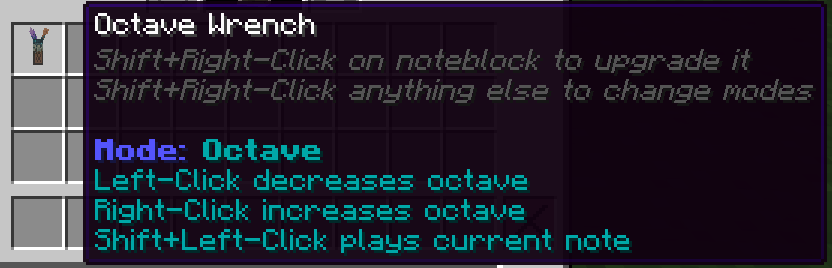 Octave Wrench
Shift+Right-Click on noteblock to upgrade it
Shift+Right-Click anything else to change modes
Mode: Octave
Left-Click decreases octave
Right-Click increases octave
Shift+Left-Click plays current note